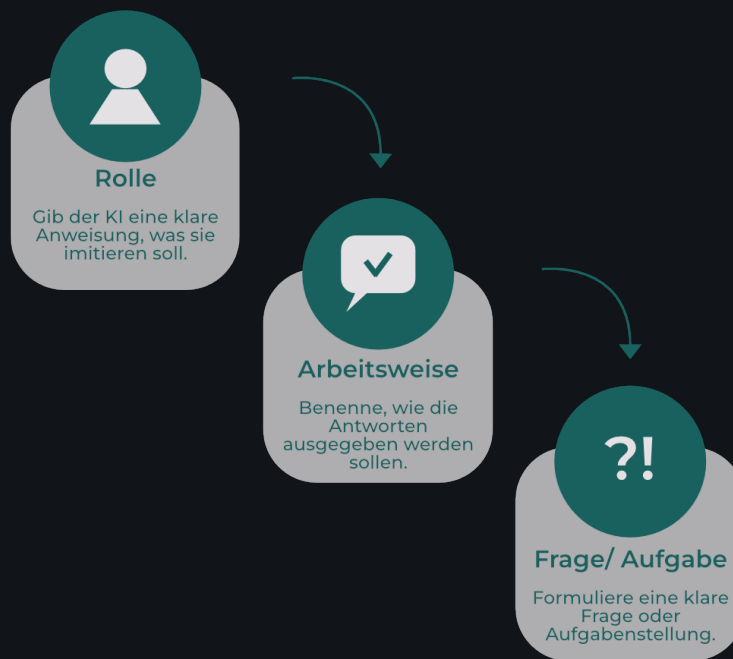 Rolle
Gib der KI eine klare
Anweisung, was sie
imitieren soll.
Arbeitsweise
Benenne, wie die
Antworten
ausgegeben werden
sollen.
?!
Frage/ Aufgabe
Formuliere eine klare
Frage oder
Aufgabenstellung.